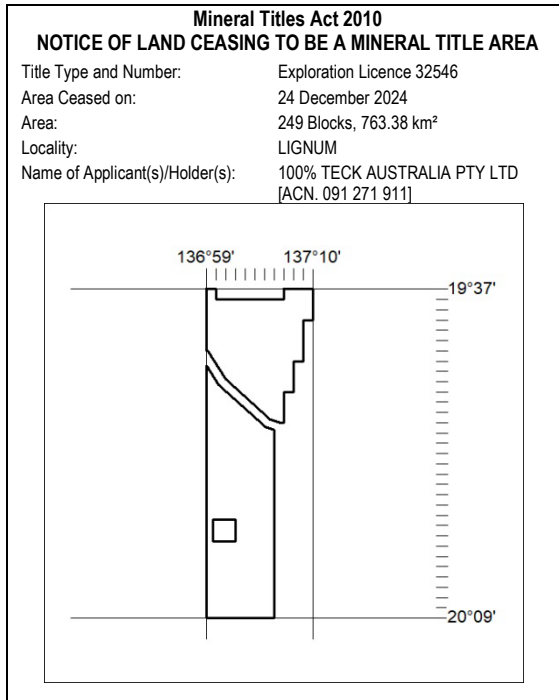 Mineral Titles Act 2010
NOTICE OF LAND CEASING TO BE A MINERAL TITLE AREA
Title Type and Number: Exploration Licence 32546
Area Ceased on: 24 December 2024
Area: 249 Blocks, 763.38 km²
Locality: LIGNUM
Name of Applicant(s)/Holder(s): 100% TECK AUSTRALIA PTY LTD
[ACN. 091 271 911]
136°59' 137°10'
19°37'
20°09'